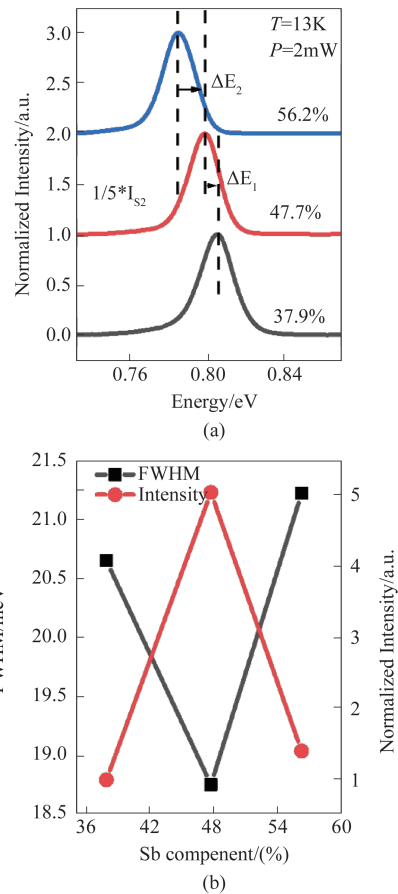 (a)
T=13K
P=2mW
ΔE₂
56.2%
1/5*I_S2
ΔE₁
47.7%
37.9%
3.0
2.5
2.0
1.5
1.0
0.5
0.0
Normalized Intensity/a.u.
0.76
0.80
0.84
Energy/eV
(a)
FWHM
Intensity
21.5
21.0
20.5
20.0
19.5
19.0
18.5
5
4
3
2
1
Normalized Intensity/a.u.
36
42
48
54
60
Sb compenent/(%)
(b)